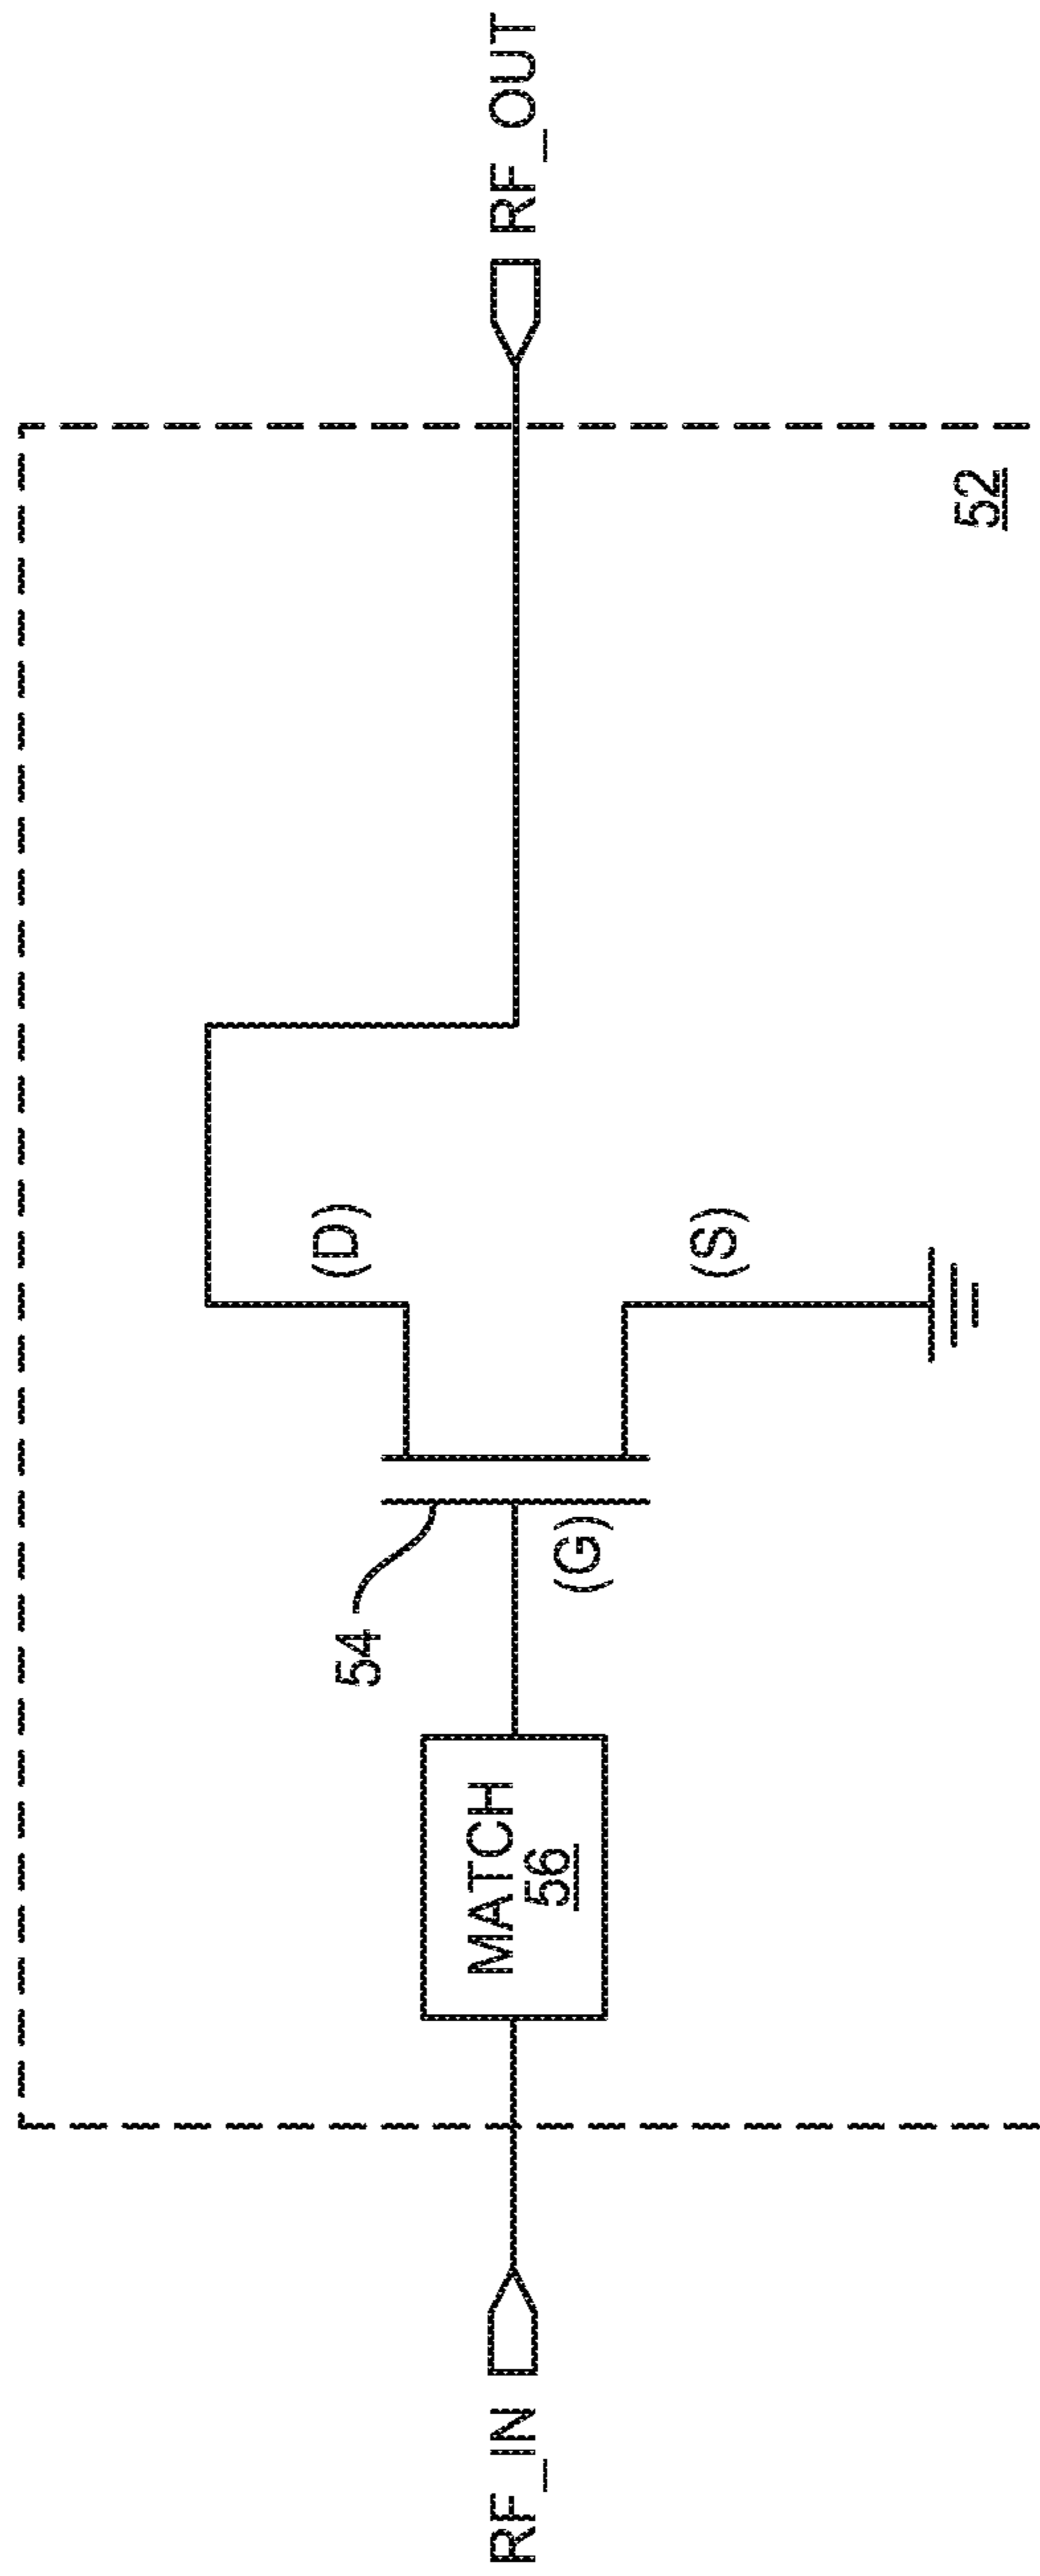 RF_IN
MATCH
56
54
(G)
(D)
(S)
52
RF_OUT